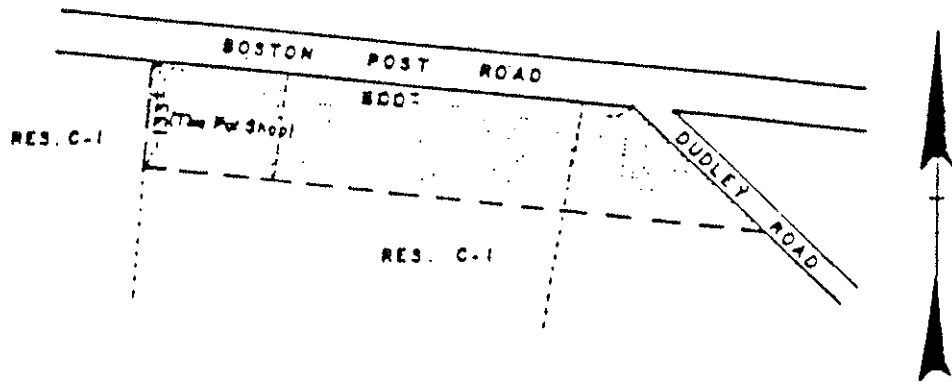 BOSTON POST ROAD
(The Pet Shop)
RES. C-1
DUDLEY ROAD
RES. C-1